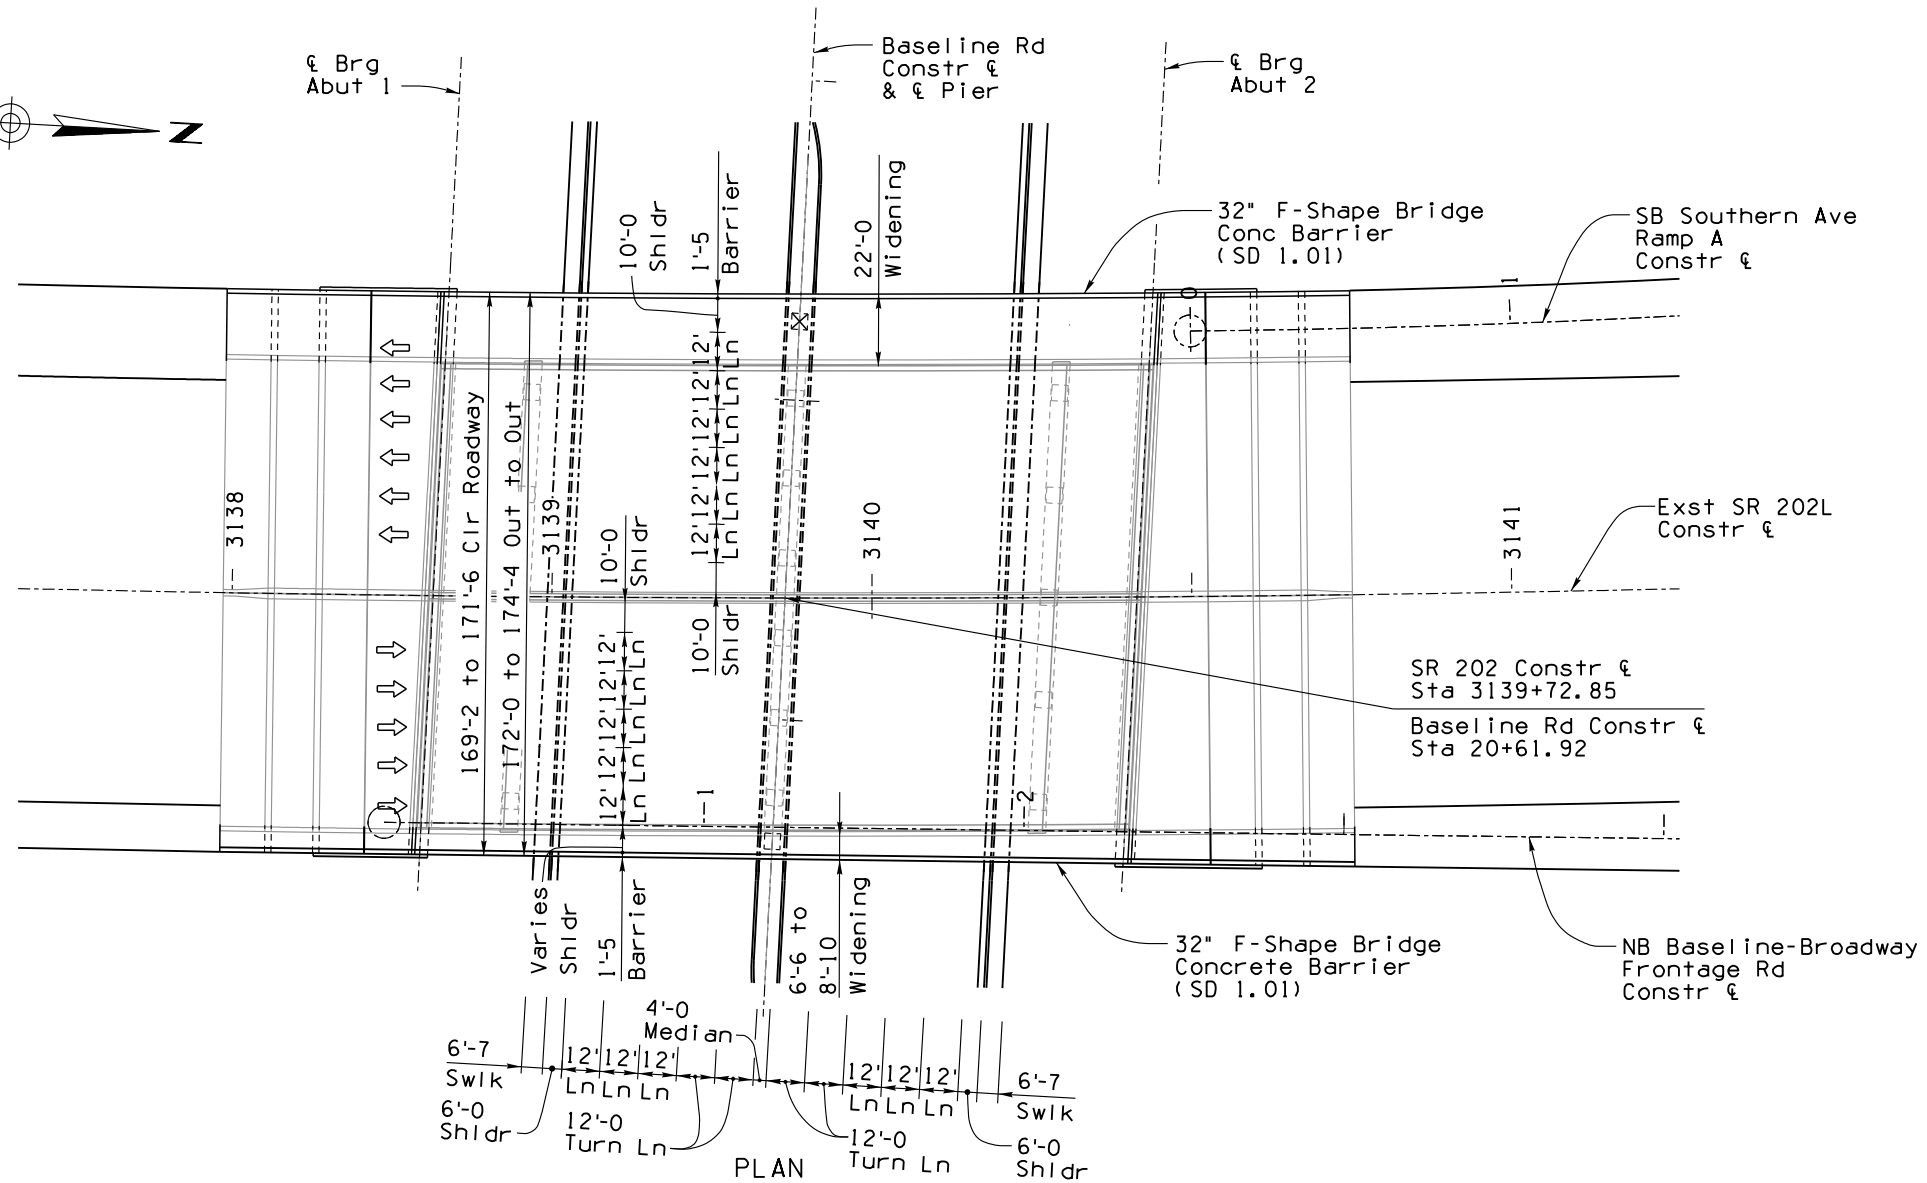 ℄ Brg
Abut 1
Baseline Rd
Constr ℄
& ℄ Pier
℄ Brg
Abut 2
N
10'-0
Shldr
1'-5
Barrier
22'-0
Widening
32" F-Shape Bridge
Conc Barrier
(SD 1.01)
SB Southern Ave
Ramp A
Constr ℄
0
1
12' Ln
12' Ln
12' Ln
12' Ln
12' Ln
12' Ln
10'-0
Shldr
169'-2 to 171'-6 Clr Roadway
172'-0 to 174'-4 Out to Out
3138
3139
3140
3141
Exst SR 202L
Constr ℄
10'-0
Shldr
12' Ln
12' Ln
12' Ln
12' Ln
12' Ln
SR 202 Constr ℄
Sta 3139+72.85
Baseline Rd Constr ℄
Sta 20+61.92
1
2
Varies
Shldr
1'-5
Barrier
6'-6 to
8'-10
Widening
32" F-Shape Bridge
Concrete Barrier
(SD 1.01)
NB Baseline-Broadway
Frontage Rd
Constr ℄
4'-0
Median
6'-7
Swlk
12' 12' 12'
Ln Ln Ln
12' 12' 12'
Ln Ln Ln
6'-7
Swlk
6'-0
Shldr
12'-0
Turn Ln
12'-0
Turn Ln
6'-0
Shldr
PLAN